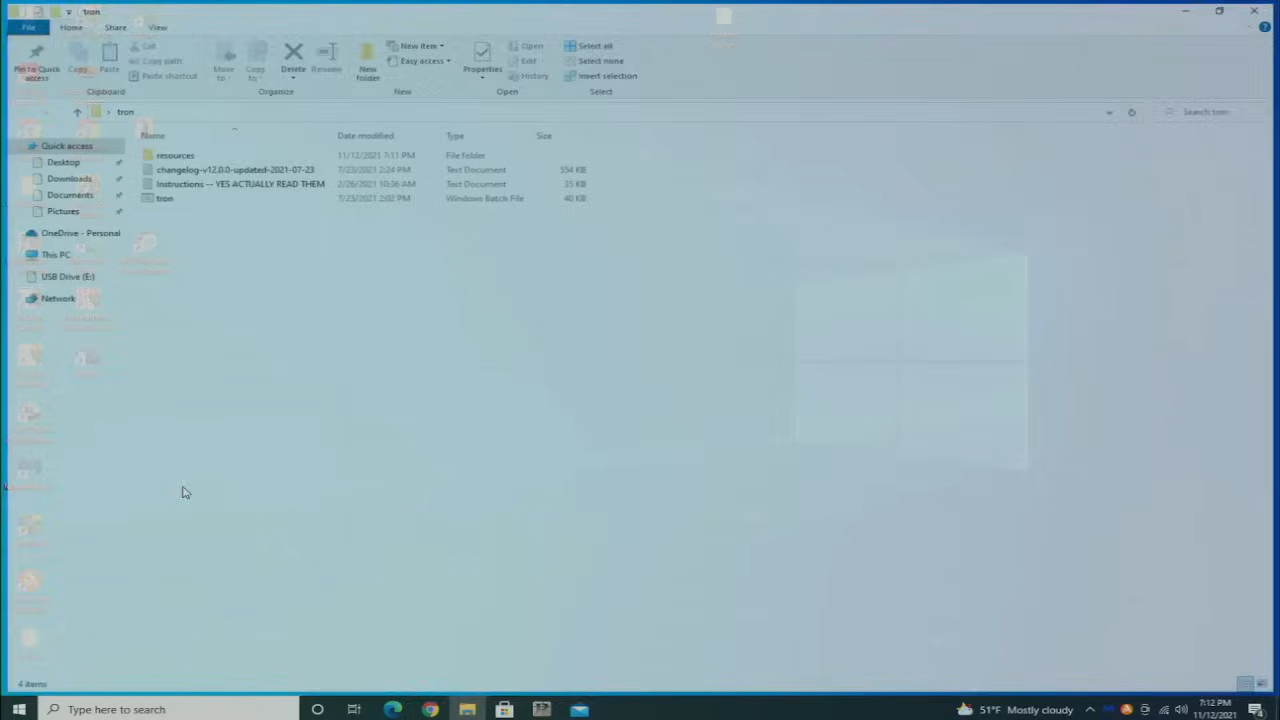 tron
File Home Share View
Pin to Quick access
Copy
Paste
Cut
Copy path
Paste shortcut
Move to
Copy to
Delete
Rename
New folder
New item
Easy access
Properties
Open
Edit
History
Select all
Select none
Invert selection
Clipboard Organize New Open Select
tron
Search tron
Name Date modified Type Size
Quick access
Desktop
Downloads
Documents
Pictures
OneDrive - Personal
This PC
USB Drive (E:)
Network
resources 11/12/2021 7:11 PM File folder
changelog-v12.0.0-updated-2021-07-23 7/23/2021 2:24 PM Text Document 554 KB
Instructions -- YES ACTUALLY READ THEM 2/26/2021 10:36 AM Text Document 35 KB
tron 7/23/2021 2:02 PM Windows Batch File 40 KB
4 items
Type here to search
51°F Mostly cloudy
7:12 PM
11/12/2021